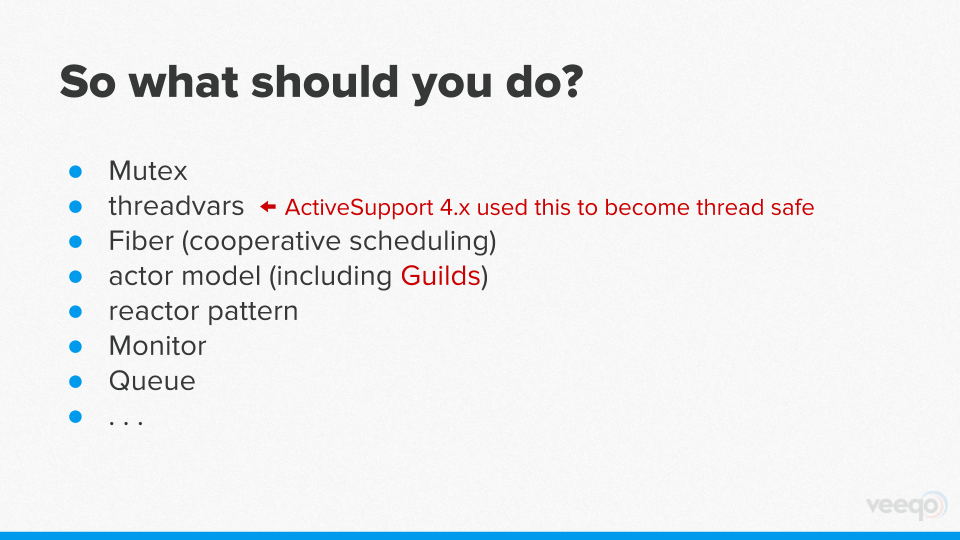 So what should you do?
● Mutex
● threadvars ← ActiveSupport 4.x used this to become thread safe
● Fiber (cooperative scheduling)
● actor model (including Guilds)
● reactor pattern
● Monitor
● Queue
● . . .
veeqo